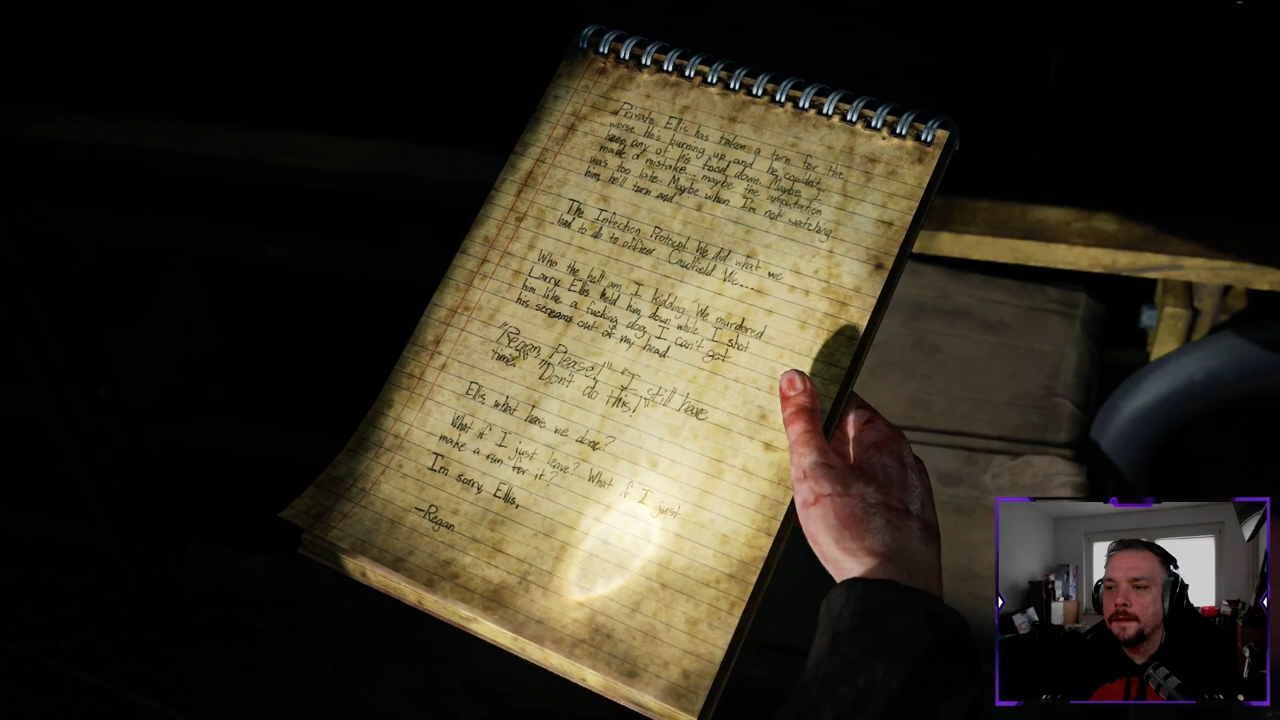 Private Ellis has taken a turn for the
worse. He's burning up and he couldn't
keep any of his food down. Maybe I
made a mistake... maybe the amputation
was too late. Maybe when I'm not watching
him, he'll turn and...
The Infection Protocol. We did what we
had to do to officer Caulfield. We...
Who the hell am I kidding. We murdered
Larry. Ellis held him down while I shot
him like a fucking dog. I can't get
his screams out of my head
"Regan, Please!" "I still have
time." "Don't do this!"
Ellis, what have we done?
What if I just leave? What if I just
make a run for it?
I'm sorry, Ellis.
-Regan